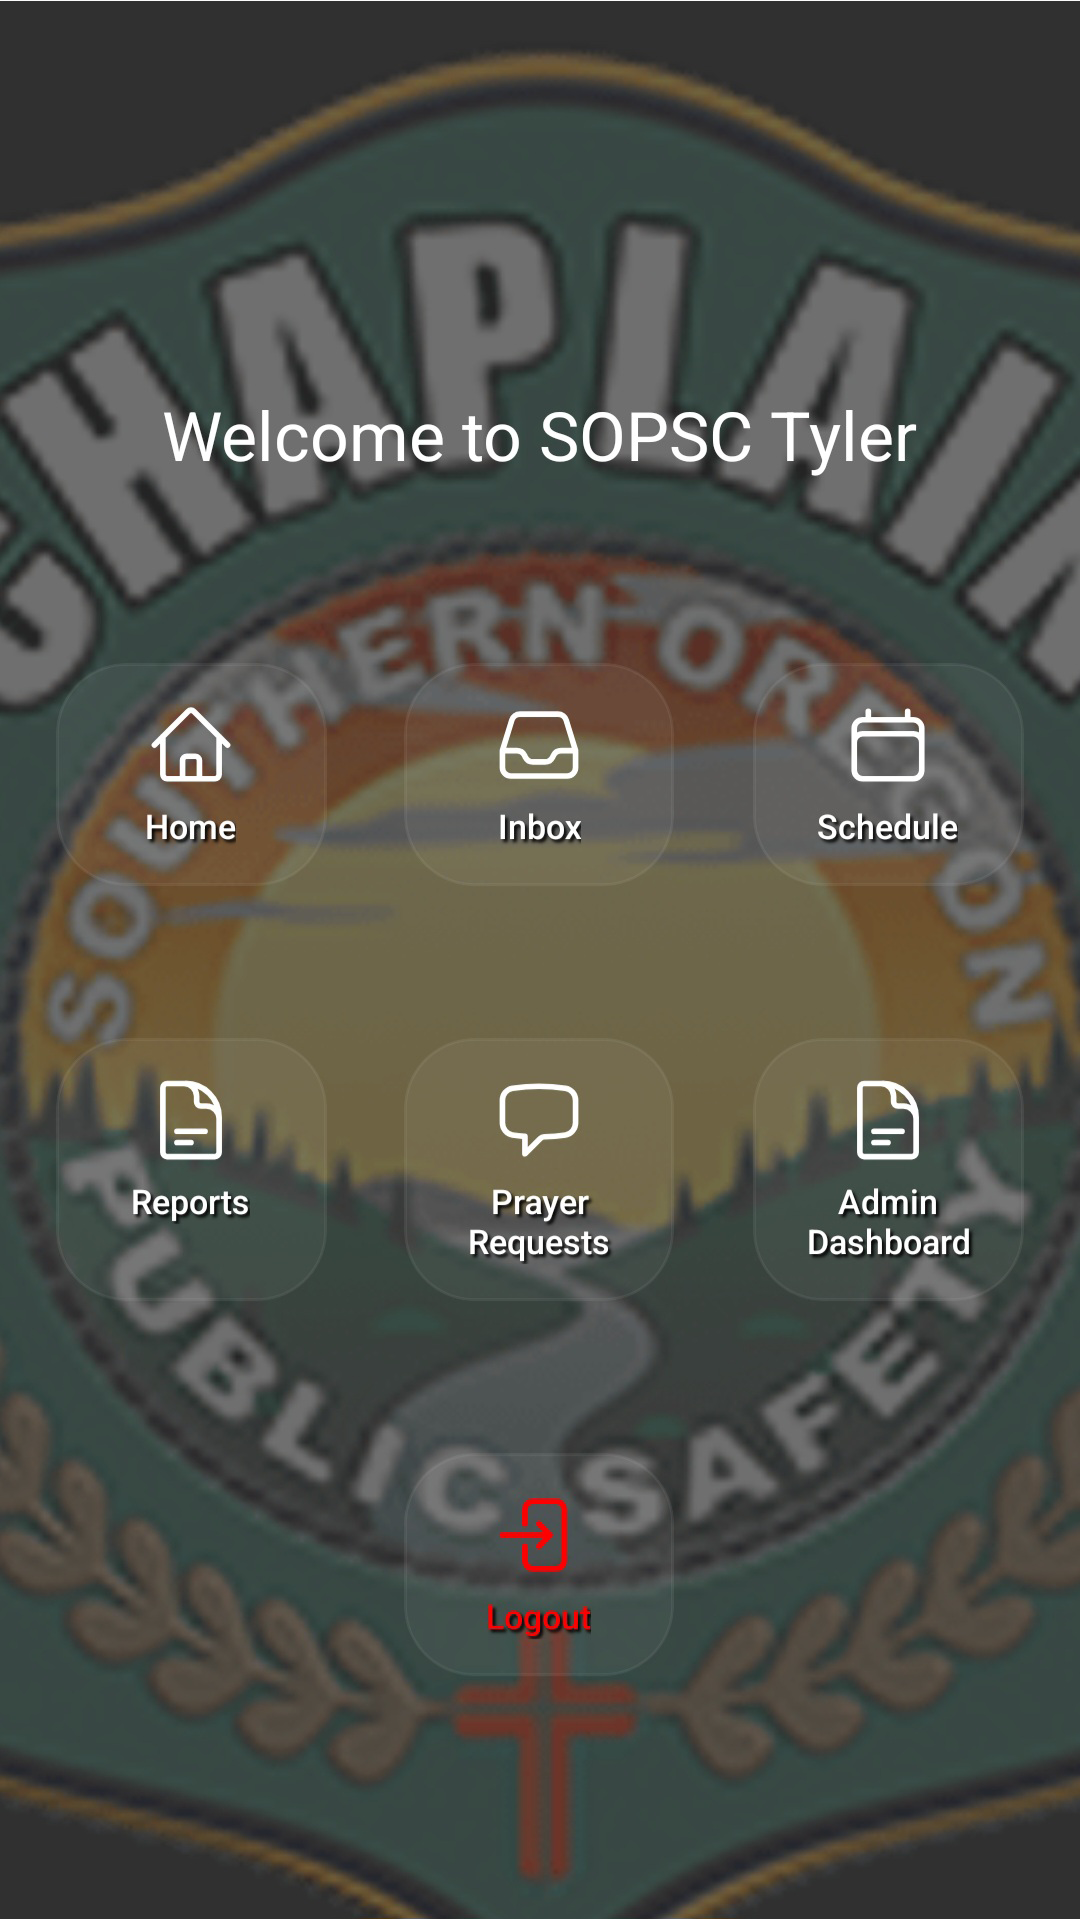 CHAPLAIN
Welcome to SOPSC Tyler
SOUTHERN OREGON
Home
Inbox
Schedule
Reports
Prayer
Requests
Admin
Dashboard
PUBLIC SAFETY
Logout